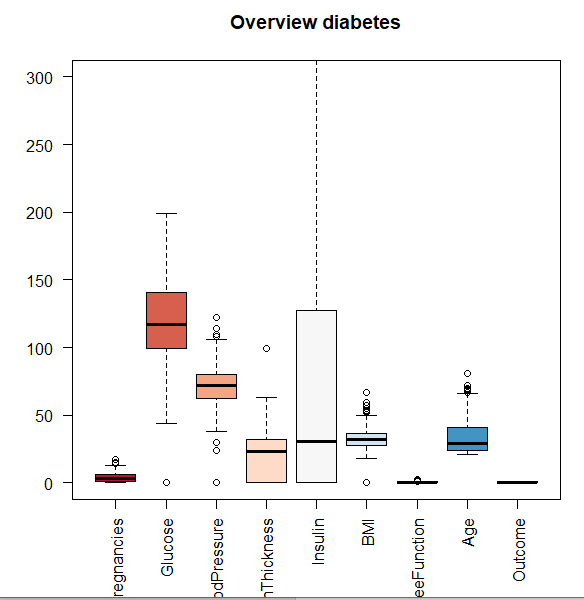 Overview diabetes
300
250
200
150
100
50
0
regnancies
Glucose
odPressure
nThickness
Insulin
BMI
eeFunction
Age
Outcome